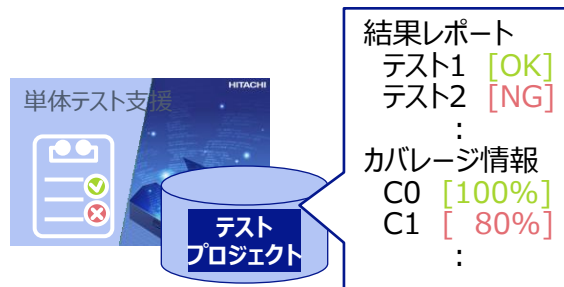 単体テスト支援
HITACHI
テスト
プロジェクト
結果レポート
テスト1 [OK]
テスト2 [NG]
:
カバレージ情報
C0 [100%]
C1 [ 80%]
: